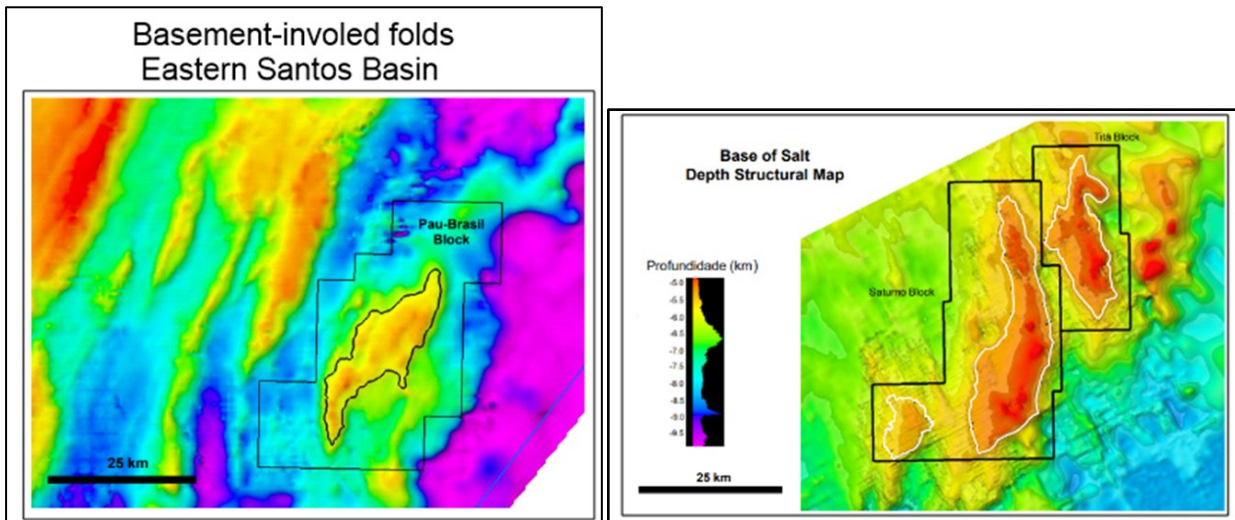 Basement-involed folds
Eastern Santos Basin
Pau-Brasil
Block
25 km
Base of Salt
Depth Structural Map
Titã Block
Profundidade (km)
Saturno Block
-5.0
-5.5
-6.0
-6.5
-7.0
-7.5
-8.0
-8.5
-9.0
-9.5
25 km